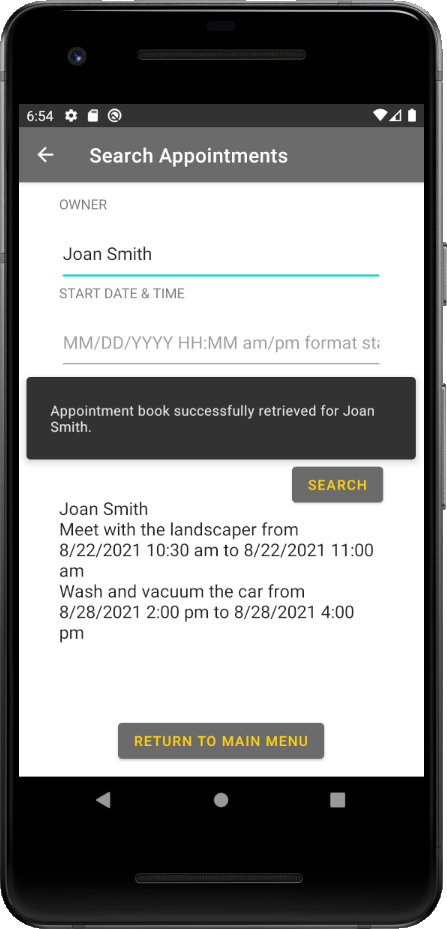 6:54
Search Appointments
OWNER
Joan Smith
START DATE & TIME
MM/DD/YYYY HH:MM am/pm format
Appointment book successfully retrieved for Joan
Smith.
SEARCH
Joan Smith
Meet with the landscaper from
8/22/2021 10:30 am to 8/22/2021 11:00
am
Wash and vacuum the car from
8/28/2021 2:00 pm to 8/28/2021 4:00
pm
RETURN TO MAIN MENU